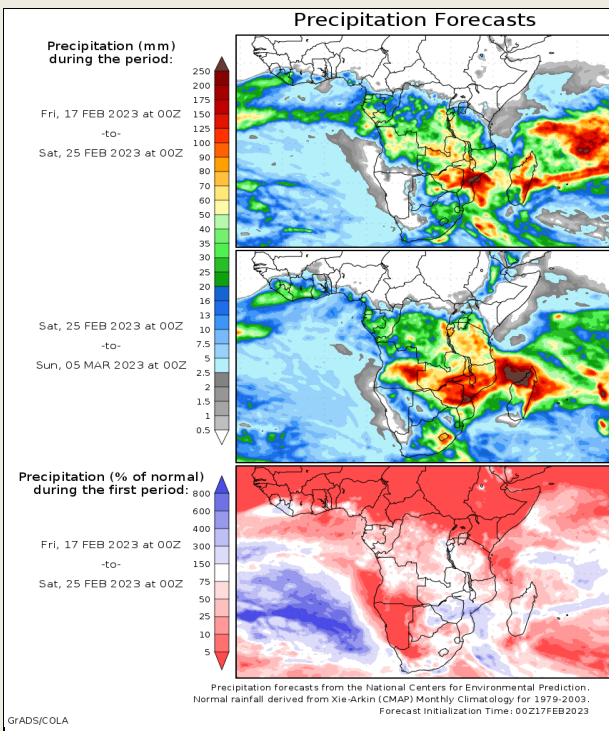 Precipitation Forecasts
Precipitation (mm)
during the period:
Fri, 17 FEB 2023 at 00Z
-to-
Sat, 25 FEB 2023 at 00Z
250
200
175
150
125
100
90
80
70
60
50
40
35
30
25
20
16
13
10
7.5
5
2.5
2
1.5
1
0.5
Sat, 25 FEB 2023 at 00Z
-to-
Sun, 05 MAR 2023 at 00Z
Precipitation (% of normal)
during the first period:
Fri, 17 FEB 2023 at 00Z
-to-
Sat, 25 FEB 2023 at 00Z
800
600
400
300
150
75
50
25
10
5
Precipitation forecasts from the National Centers for Environmental Prediction.
Normal rainfall derived from Xie-Arkin (CMAP) Monthly Climatology for 1979-2003.
Forecast Initialization Time: 00Z17FEB2023
GrADS/COLA